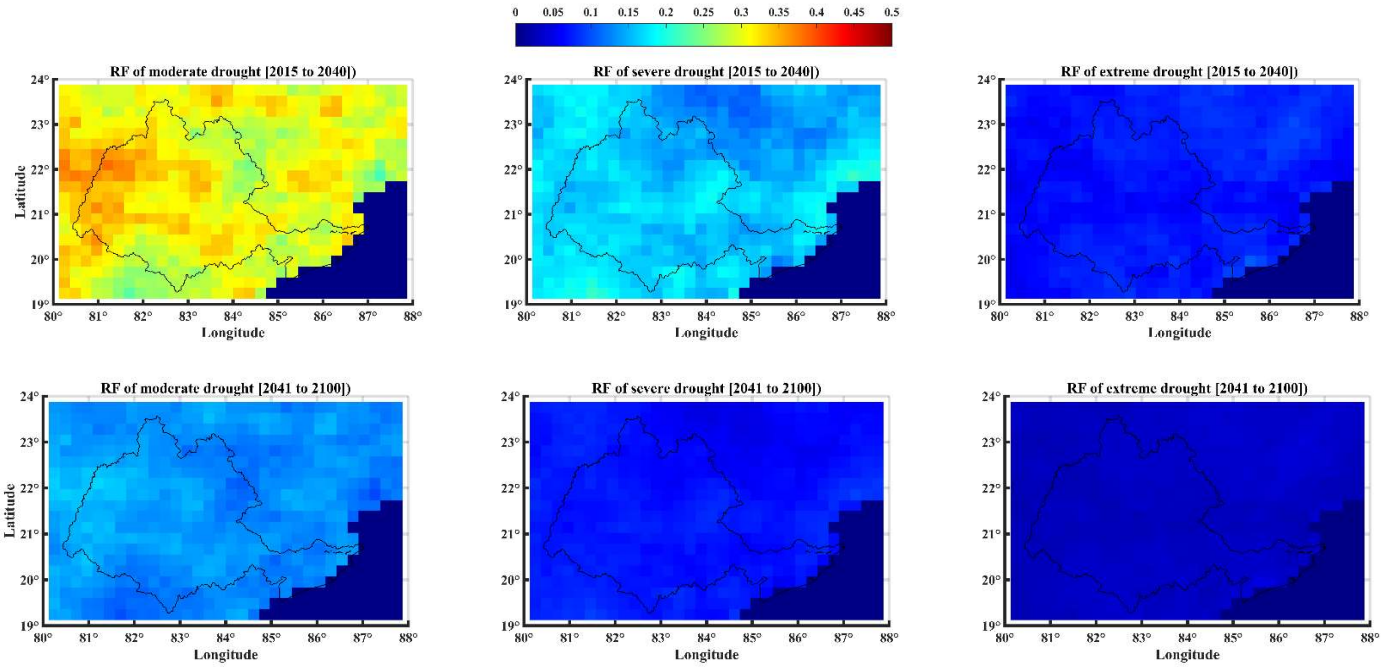 0 0.05 0.1 0.15 0.2 0.25 0.3 0.35 0.4 0.45 0.5
RF of moderate drought [2015 to 2040])
24°
23°
22°
21°
20°
19°
Latitude
80° 81° 82° 83° 84° 85° 86° 87° 88°
Longitude
RF of severe drought [2015 to 2040])
24°
23°
22°
21°
20°
19°
80° 81° 82° 83° 84° 85° 86° 87° 88°
Longitude
RF of extreme drought [2015 to 2040])
24°
23°
22°
21°
20°
19°
80° 81° 82° 83° 84° 85° 86° 87° 88°
Longitude
RF of moderate drought [2041 to 2100])
24°
23°
22°
21°
20°
19°
Latitude
80° 81° 82° 83° 84° 85° 86° 87° 88°
Longitude
RF of severe drought [2041 to 2100])
24°
23°
22°
21°
20°
19°
80° 81° 82° 83° 84° 85° 86° 87° 88°
Longitude
RF of extreme drought [2041 to 2100])
24°
23°
22°
21°
20°
19°
80° 81° 82° 83° 84° 85° 86° 87° 88°
Longitude